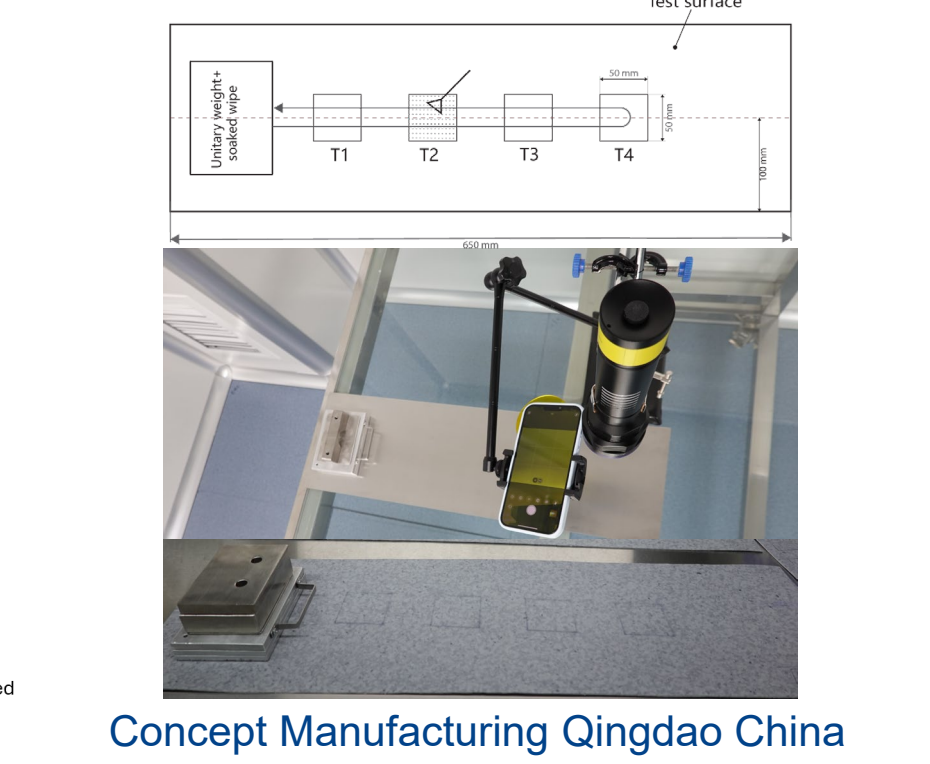 Test surface
Unitary weight+
soaked wipe
50 mm
50 mm
T1
T2
T3
T4
100 mm
650 mm
ed
Concept Manufacturing Qingdao China